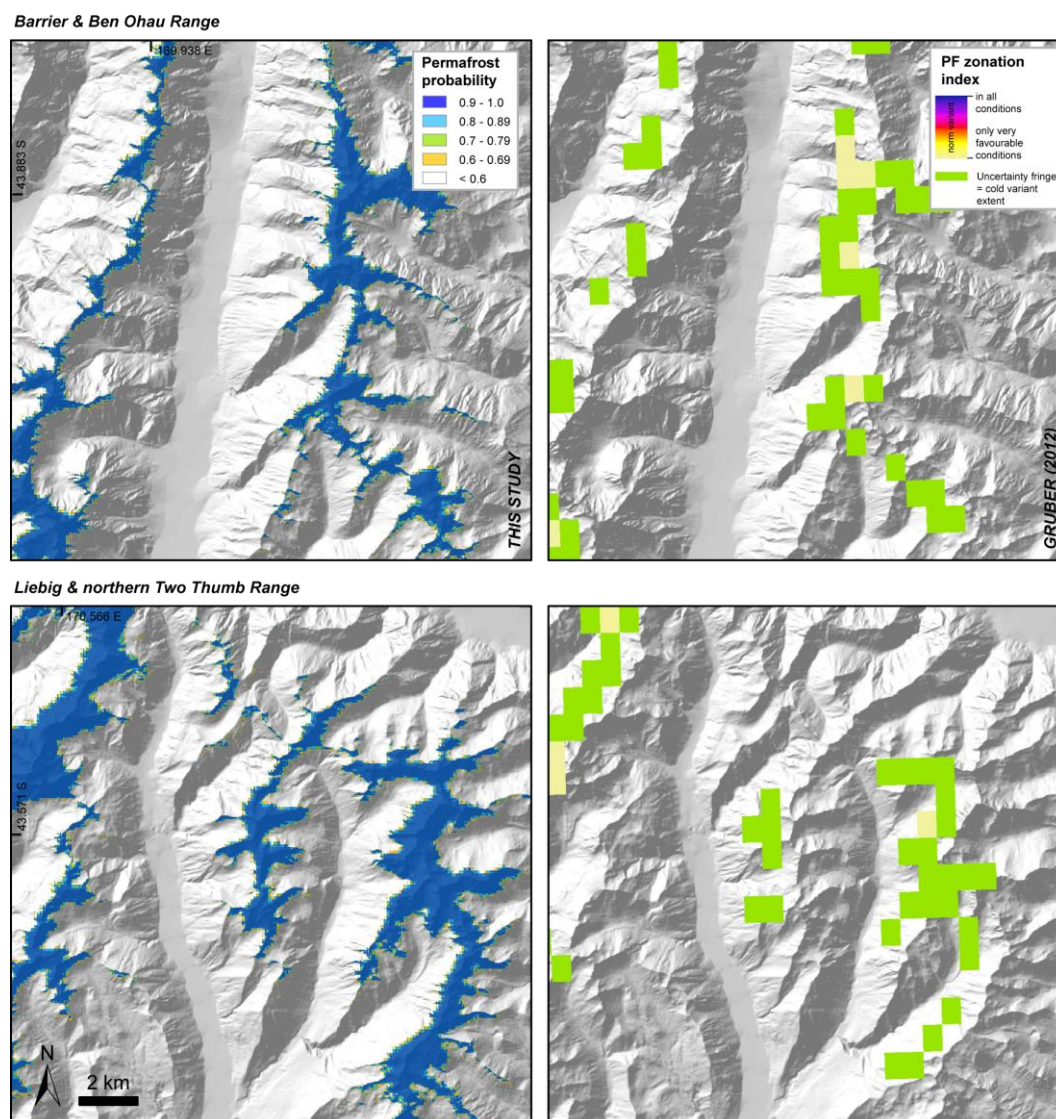 Barrier & Ben Ohau Range
169.938 E
43.883 S
Permafrost
probability
0.9 - 1.0
0.8 - 0.89
0.7 - 0.79
0.6 - 0.69
< 0.6
THIS STUDY
PF zonation
index
norm variant
in all
conditions
only very
favourable
conditions
Uncertainty fringe
= cold variant
extent
GRUBER (2012)
Liebig & northern Two Thumb Range
170.566 E
43.571 S
N
2 km